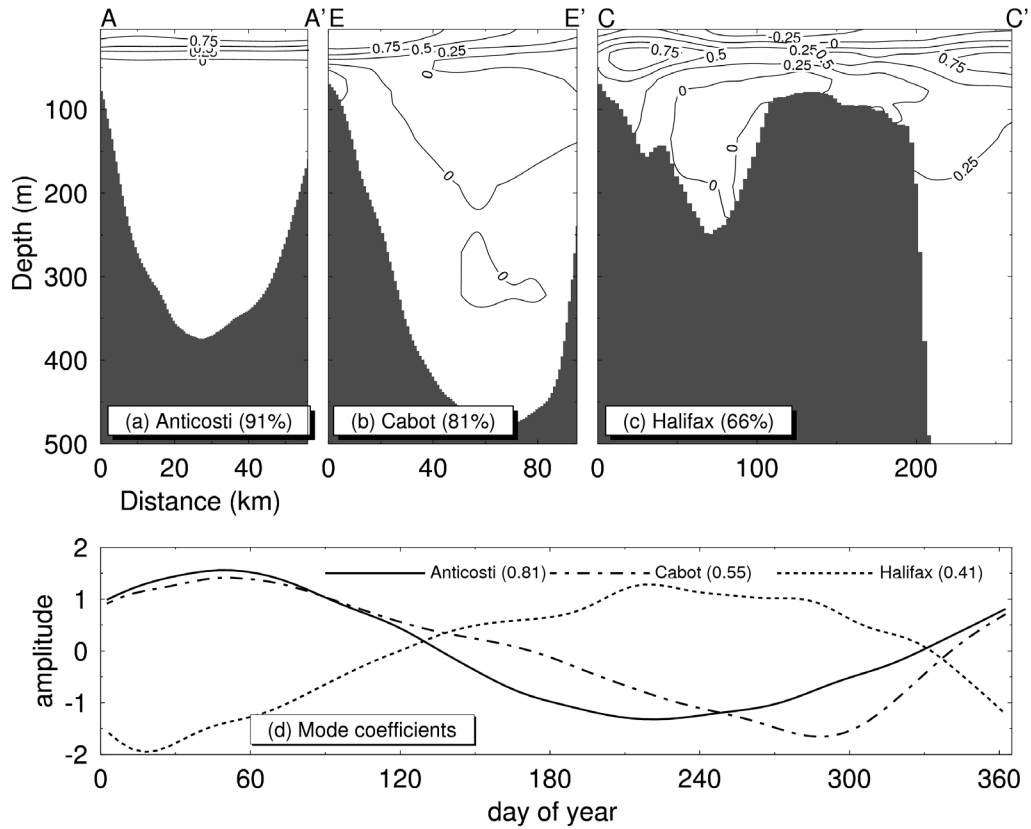 A A’ E E’ C C’
0.75
0.5
0.25
0
0.75 0.5 0.25
0
0
0
-0.25
0
0.25
0.5
0.75 0.5
0.25
0.75
0
0
0
0.25
100
200
300
400
500
Depth (m)
(a) Anticosti (91%) (b) Cabot (81%) (c) Halifax (66%)
0 20 40 0 40 80 0 100 200
Distance (km)
2
1
0
-1
-2
amplitude
Anticosti (0.81) Cabot (0.55) Halifax (0.41)
(d) Mode coefficients
0 60 120 180 240 300 360
day of year